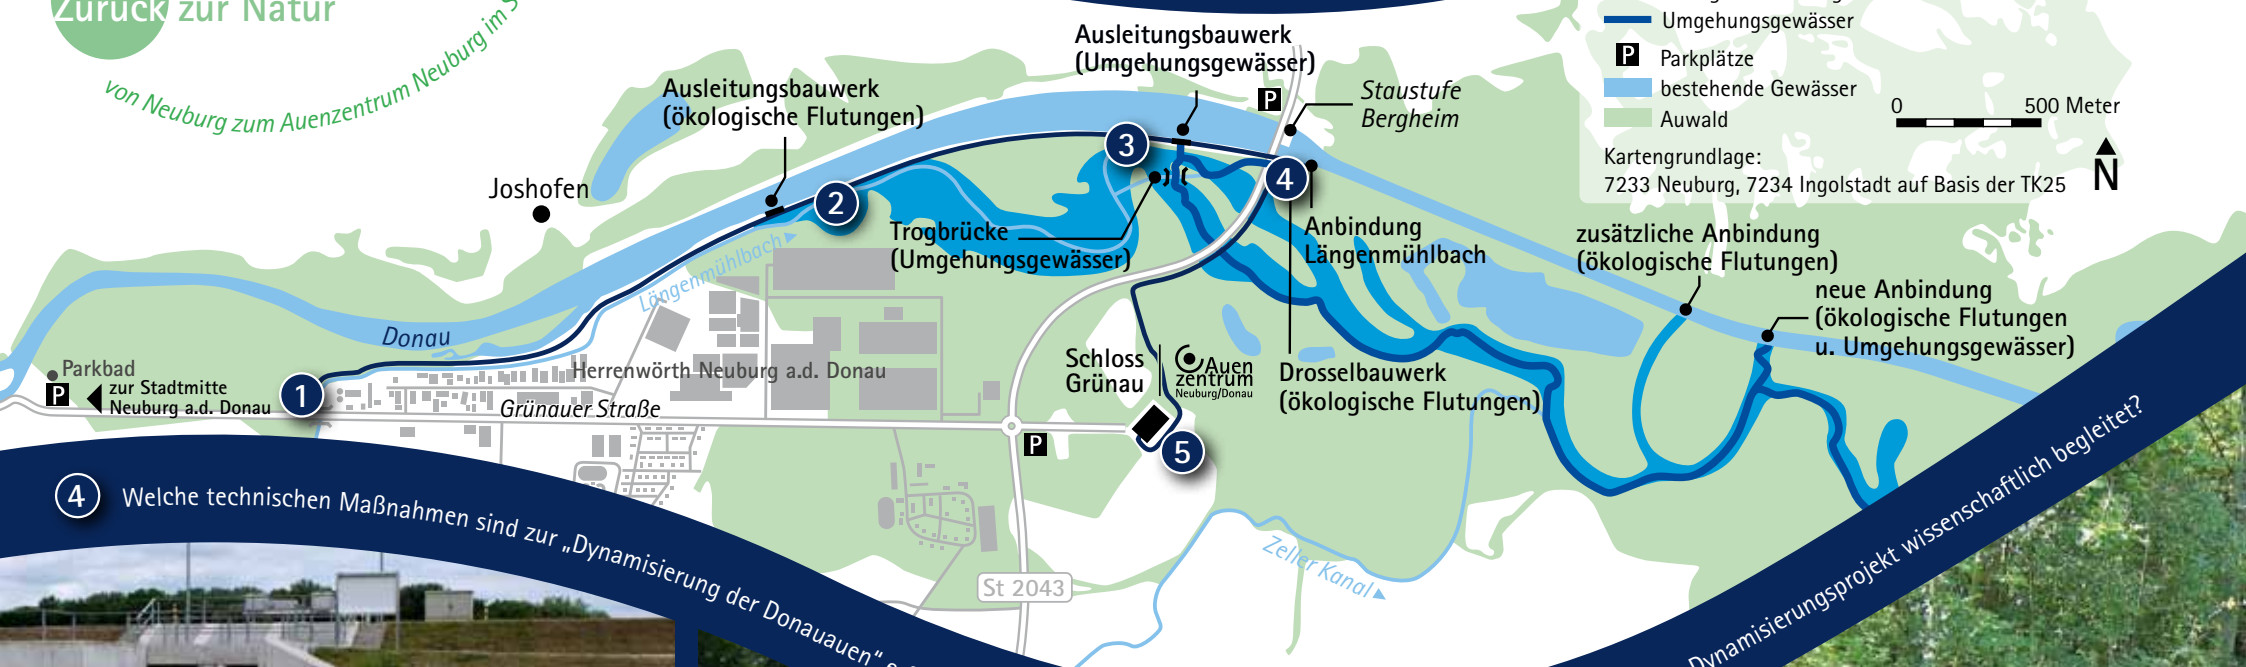 Zurück zur Natur
von Neuburg zum Auenzentrum Neuburg im
Umgehungsgewässer
P Parkplätze
bestehende Gewässer
Auwald
0 500 Meter
Kartengrundlage:
7233 Neuburg, 7234 Ingolstadt auf Basis der TK25
N
Ausleitungsbauwerk
(Umgehungsgewässer)
P
Staustufe
Bergheim
Ausleitungsbauwerk
(ökologische Flutungen)
3
4
2
Joshofen
Trogbrücke
(Umgehungsgewässer)
Anbindung
Längenmühlbach
zusätzliche Anbindung
(ökologische Flutungen)
neue Anbindung
(ökologische Flutungen
u. Umgehungsgewässer)
Längenmühlbach
Donau
Parkbad
P
zur Stadtmitte
Neuburg a.d. Donau
1
Herrenwörth Neuburg a.d. Donau
Grünauer Straße
Schloss
Grünau
Auen
zentrum
Neuburg/Donau
Drosselbauwerk
(ökologische Flutungen)
P
5
St 2043
Zeller Kanal
4 Welche technischen Maßnahmen sind zur „Dynamisierung der Donauauen“
Dynamisierungsprojekt wissenschaftlich begleitet?